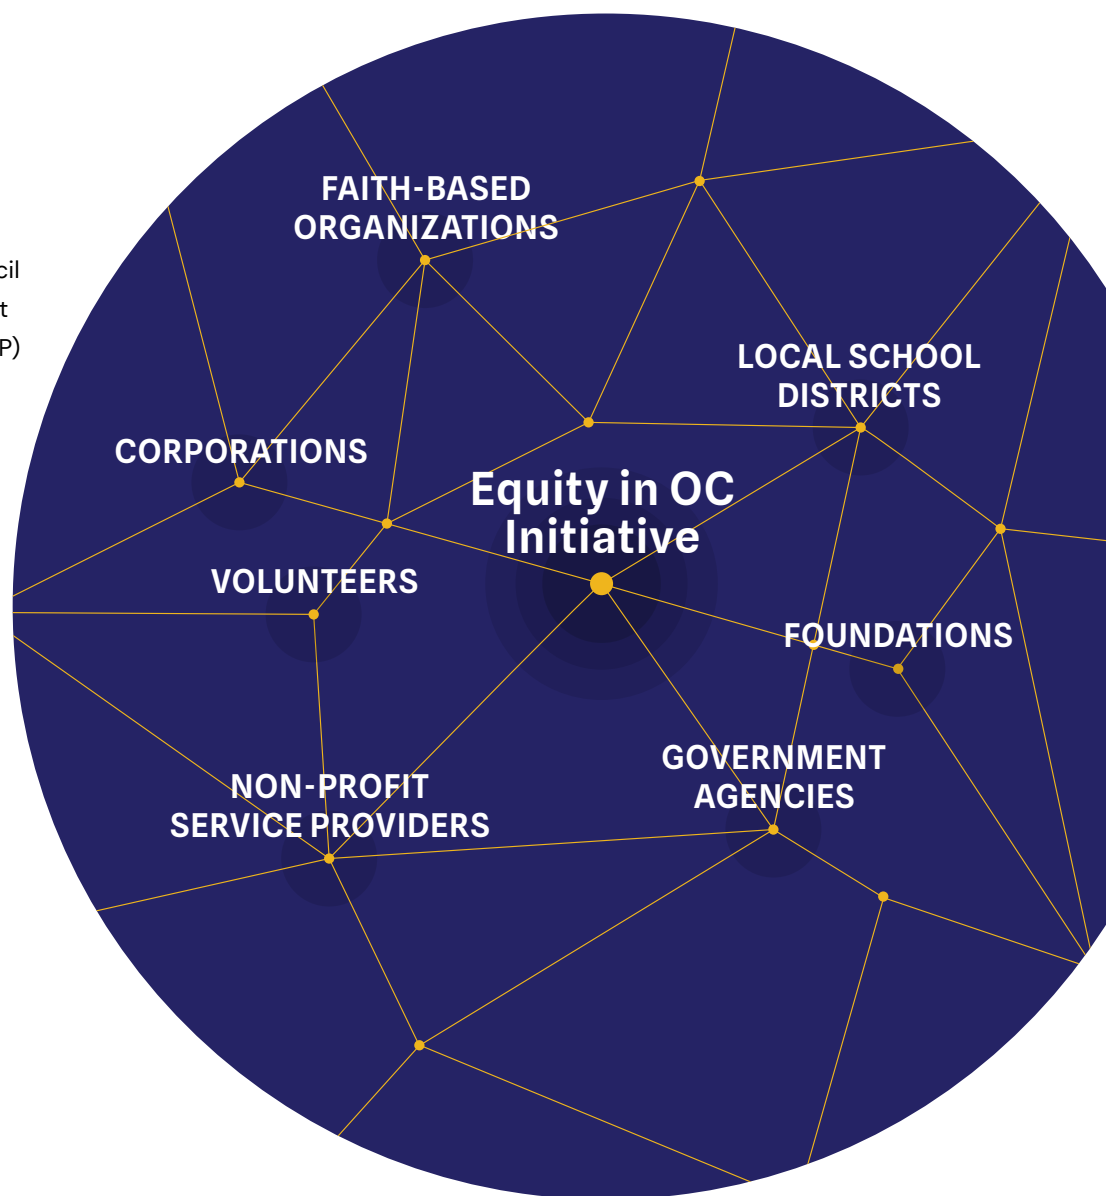 cil
t
P)
FAITH-BASED
ORGANIZATIONS
LOCAL SCHOOL
DISTRICTS
CORPORATIONS
Equity in OC
Initiative
VOLUNTEERS
FOUNDATIONS
GOVERNMENT
AGENCIES
NON-PROFIT
SERVICE PROVIDERS